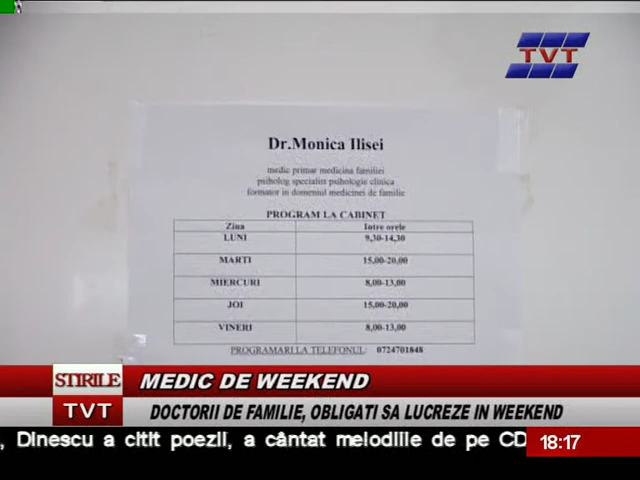 TVT
Dr.Monica Ilisei
medic primar medicina familiei
psiholog specialist psihologie clinica
formator in domeniul medicinei de familie
PROGRAM LA CABINET
Ziua Intre orele
LUNI 9,30-14,30
MARTI 15,00-20,00
MIERCURI 8,00-13,00
JOI 15,00-20,00
VINERI 8,00-13,00
PROGRAMARI LA TELEFONUL: 0724701848
STIRILE MEDIC DE WEEKEND
TVT DOCTORII DE FAMILIE, OBLIGATI SA LUCREZE IN WEEKEND
, Dinescu a citit poezii, a cântat melodiile de pe CD 18:17